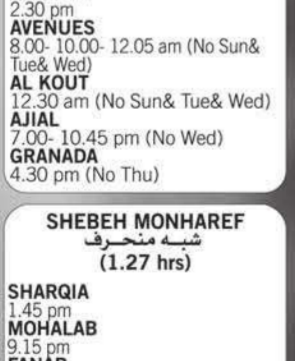 2.30 pm
AVENUES
8.00- 10.00- 12.05 am (No Sun&
Tue& Wed)
AL KOUT
12.30 am (No Sun& Tue& Wed)
AJIAL
7.00- 10.45 pm (No Wed)
GRANADA
4.30 pm (No Thu)
SHEBEH MONHAREF
شبه منحرف
(1.27 hrs)
SHARQIA
1.45 pm
MOHALAB
9.15 pm
FANAR